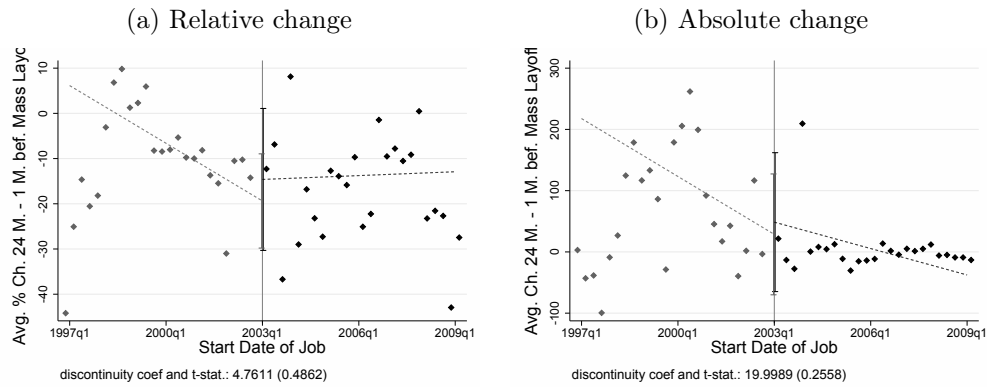 (a) Relative change
Avg. % Ch. 24 M. - 1 M. bef. Mass Layo
10
0
-10
-20
-30
-40
1997q1
2000q1
2003q1
2006q1
2009q1
Start Date of Job
discontinuity coef and t-stat.: 4.7611 (0.4862)
(b) Absolute change
Avg. Ch. 24 M. - 1 M. bef. Mass Layoff
300
200
100
0
-100
1997q1
2000q1
2003q1
2006q1
2009q1
Start Date of Job
discontinuity coef and t-stat.: 19.9989 (0.2558)